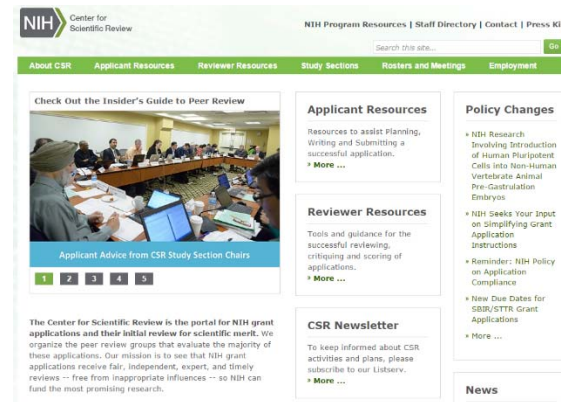 NIH
Center for
Scientific Review
NIH Program Resources | Staff Directory | Contact | Press Ki
Search this site...
Go
About CSR
Applicant Resources
Reviewer Resources
Study Sections
Rosters and Meetings
Employment
Check Out the Insider's Guide to Peer Review
Applicant Advice from CSR Study Section Chairs
1 2 3 4 5
The Center for Scientific Review is the portal for NIH grant
applications and their initial review for scientific merit. We
organize the peer review groups that evaluate the majority of
these applications. Our mission is to see that NIH grant
applications receive fair, independent, expert, and timely
reviews -- free from inappropriate influences -- so NIH can
fund the most promising research.
Applicant Resources
Resources to assist Planning,
Writing and Submitting a
successful application.
More ...
Reviewer Resources
Tools and guidance for the
successful reviewing,
critiquing and scoring of
applications.
More ...
CSR Newsletter
To keep informed about CSR
activities and plans, please
subscribe to our Listserv.
More ...
Policy Changes
NIH Research
Involving Introduction
of Human Pluripotent
Cells into Non-Human
Vertebrate Animal
Pre-Gastrulation
Embryos
NIH Seeks Your Input
on Simplifying Grant
Application
Instructions
Reminder: NIH Policy
on Application
Compliance
New Due Dates for
SBIR/STTR Grant
Applications
More ...
News